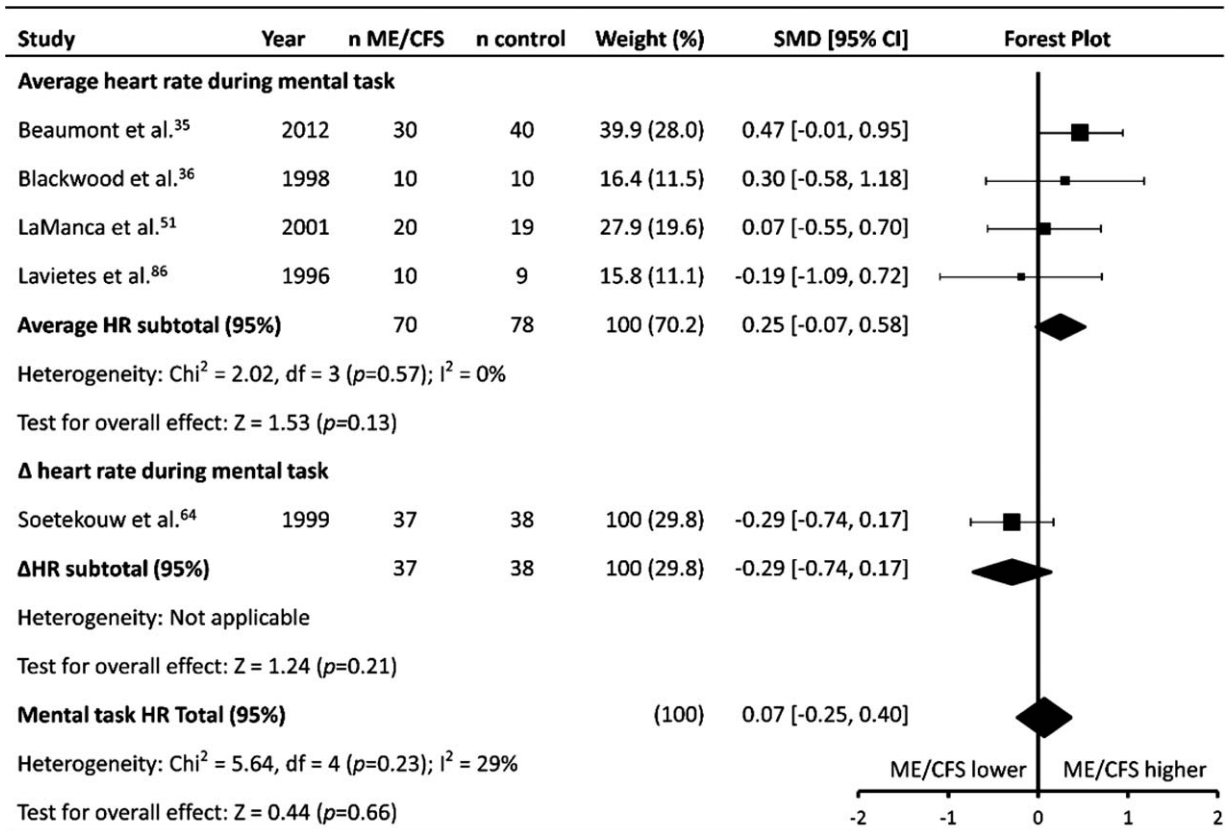 Study Year n ME/CFS n control Weight (%) SMD [95% CI] Forest Plot
Average heart rate during mental task
Beaumont et al.³⁵ 2012 30 40 39.9 (28.0) 0.47 [-0.01, 0.95]
Blackwood et al.³⁶ 1998 10 10 16.4 (11.5) 0.30 [-0.58, 1.18]
LaManca et al.⁵¹ 2001 20 19 27.9 (19.6) 0.07 [-0.55, 0.70]
Lavietes et al.⁸⁶ 1996 10 9 15.8 (11.1) -0.19 [-1.09, 0.72]
Average HR subtotal (95%) 70 78 100 (70.2) 0.25 [-0.07, 0.58]
Heterogeneity: Chi² = 2.02, df = 3 (p=0.57); I² = 0%
Test for overall effect: Z = 1.53 (p=0.13)
Δ heart rate during mental task
Soetekouw et al.⁶⁴ 1999 37 38 100 (29.8) -0.29 [-0.74, 0.17]
ΔHR subtotal (95%) 37 38 100 (29.8) -0.29 [-0.74, 0.17]
Heterogeneity: Not applicable
Test for overall effect: Z = 1.24 (p=0.21)
Mental task HR Total (95%) (100) 0.07 [-0.25, 0.40]
Heterogeneity: Chi² = 5.64, df = 4 (p=0.23); I² = 29%
ME/CFS lower ME/CFS higher
Test for overall effect: Z = 0.44 (p=0.66)
-2 -1 0 1 2